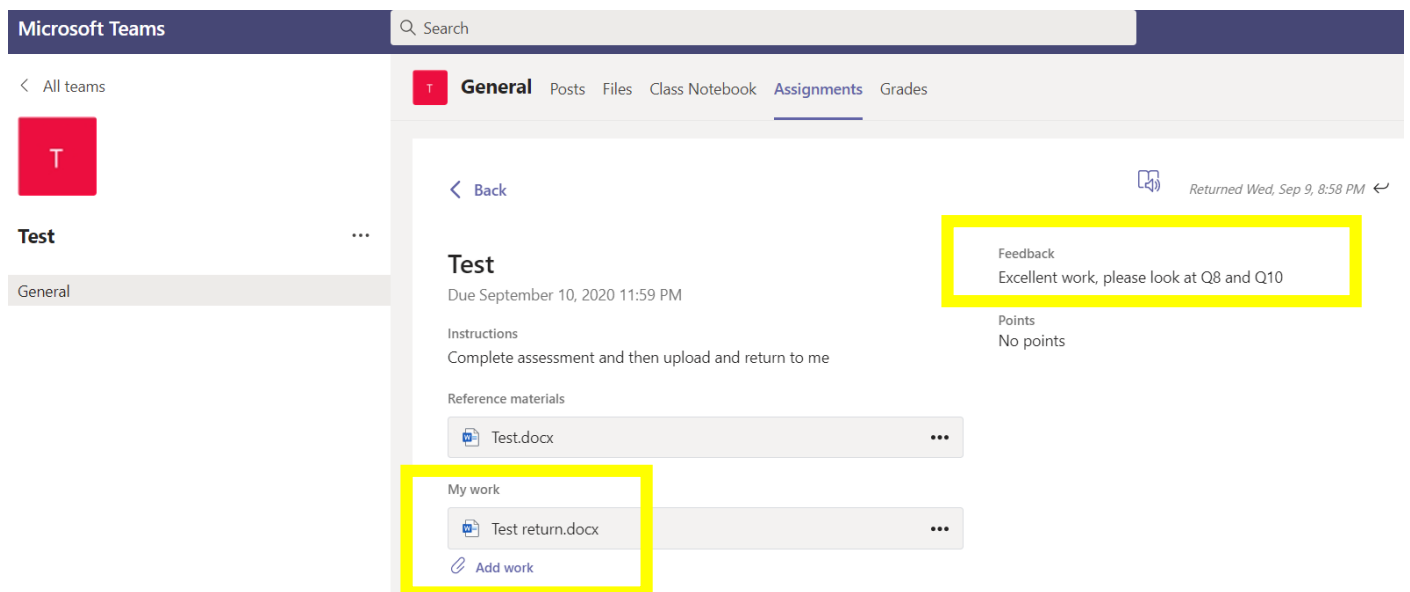 Microsoft Teams
Search
All teams
T
Test
General
T
General Posts Files Class Notebook Assignments Grades
Back
Returned Wed, Sep 9, 8:58 PM
Test
Due September 10, 2020 11:59 PM
Instructions
Complete assessment and then upload and return to me
Reference materials
Test.docx
My work
Test return.docx
Add work
Feedback
Excellent work, please look at Q8 and Q10
Points
No points